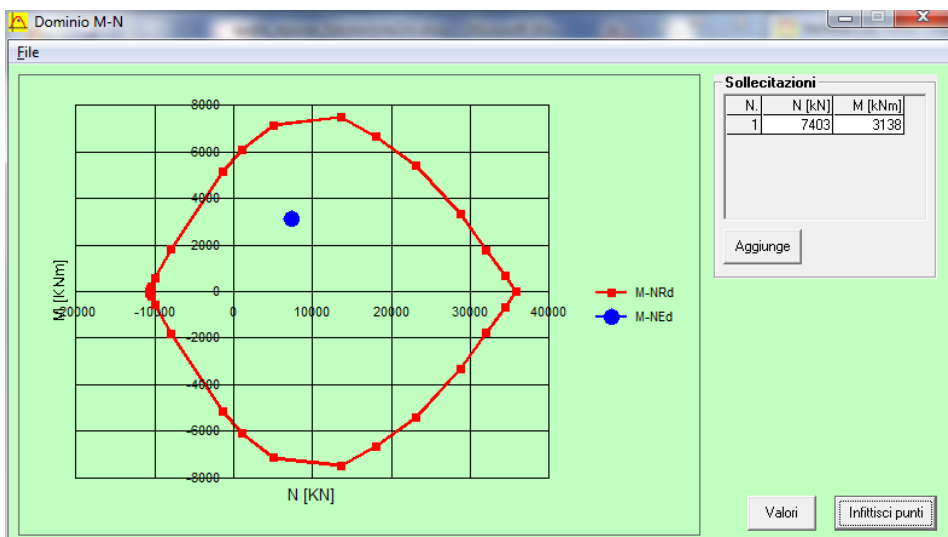 Dominio M-N
File
8000
6000
4000
2000
0
-20000
-10000
0
10000
20000
30000
40000
-2000
-4000
-6000
-8000
M [KNm]
N [KN]
M-NRd
M-NEd
Sollecitazioni
N. N [kN] M [kNm]
1 7403 3138
Aggiunge
Valori
Infittisci punti